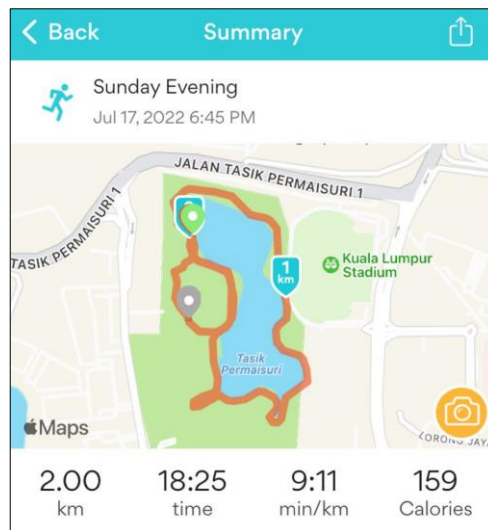 Back
Summary
Sunday Evening
Jul 17, 2022 6:45 PM
JALAN TASIK PERMAISURI 1
TASIK PERMAISURI 1
Kuala Lumpur
Stadium
1
km
Tasik
Permaisuri
Maps
LORONG JAYA
2.00
km
18:25
time
9:11
min/km
159
Calories